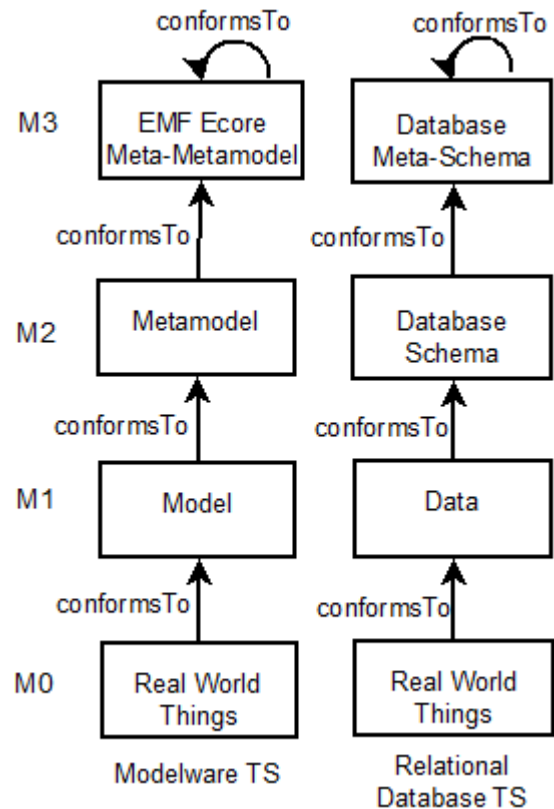 conformsTo
conformsTo
M3
EMF Ecore
Meta-Metamodel
Database
Meta-Schema
conformsTo
conformsTo
M2
Metamodel
Database
Schema
conformsTo
conformsTo
M1
Model
Data
conformsTo
conformsTo
M0
Real World
Things
Real World
Things
Modelware TS
Relational
Database TS